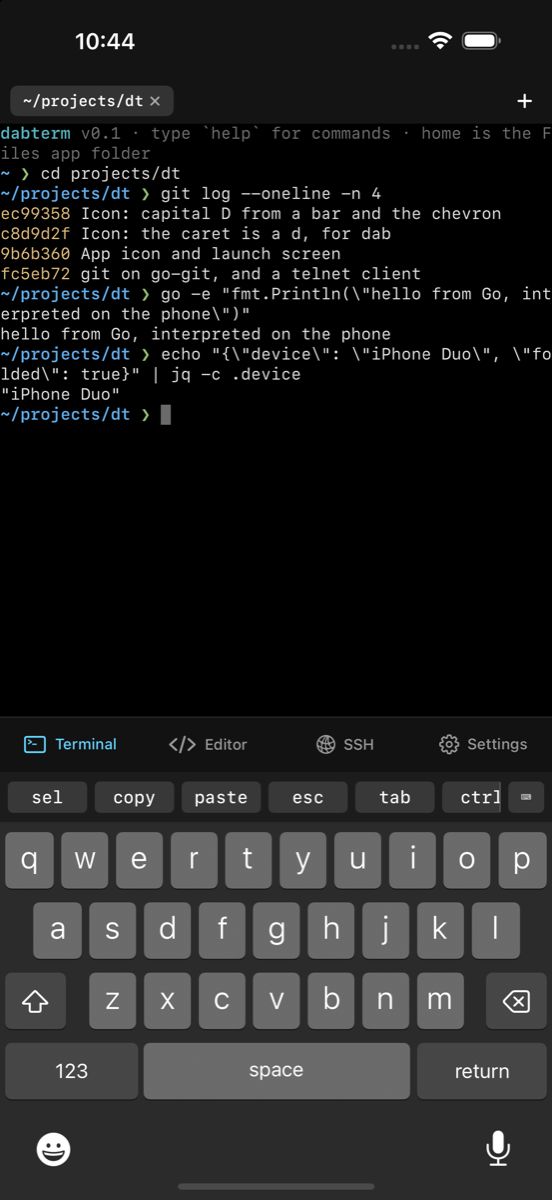 10:44
~/projects/dt ×
+
dabterm v0.1 · type `help` for commands · home is the F
iles app folder
~ ❯ cd projects/dt
~/projects/dt ❯ git log --oneline -n 4
ec99358 Icon: capital D from a bar and the chevron
c8d9d2f Icon: the caret is a d, for dab
9b6b360 App icon and launch screen
fc5eb72 git on go-git, and a telnet client
~/projects/dt ❯ go -e "fmt.Println(\"hello from Go, int
erpreted on the phone\")"
hello from Go, interpreted on the phone
~/projects/dt ❯ echo "{\"device\": \"iPhone Duo\", \"fo
lded\": true}" | jq -c .device
"iPhone Duo"
~/projects/dt ❯
Terminal Editor SSH Settings
sel copy paste esc tab ctrl
q w e r t y u i o p
a s d f g h j k l
z x c v b n m
123 space return